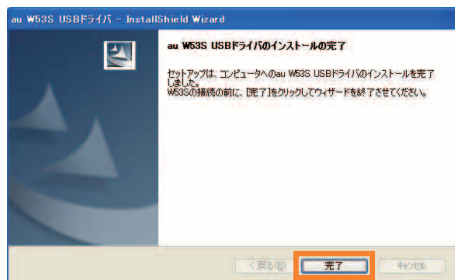 au W53S USBドライバ - InstallShield Wizard
au W53S USBドライバのインストールの完了
セットアップは、コンピュータへのau W53S USBドライバのインストールを完了
しました。
W53Sの接続の前に、[完了]をクリックしてウィザードを終了させてください。
< 戻る(B)
完了
キャンセル